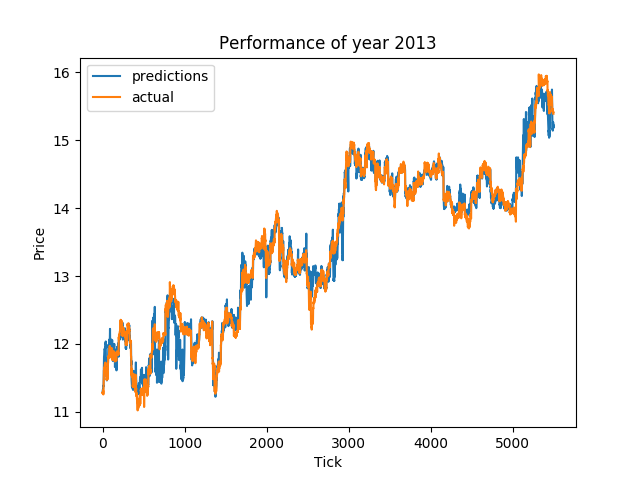 Performance of year 2013
predictions
actual
16
15
14
13
12
11
Price
0 1000 2000 3000 4000 5000
Tick